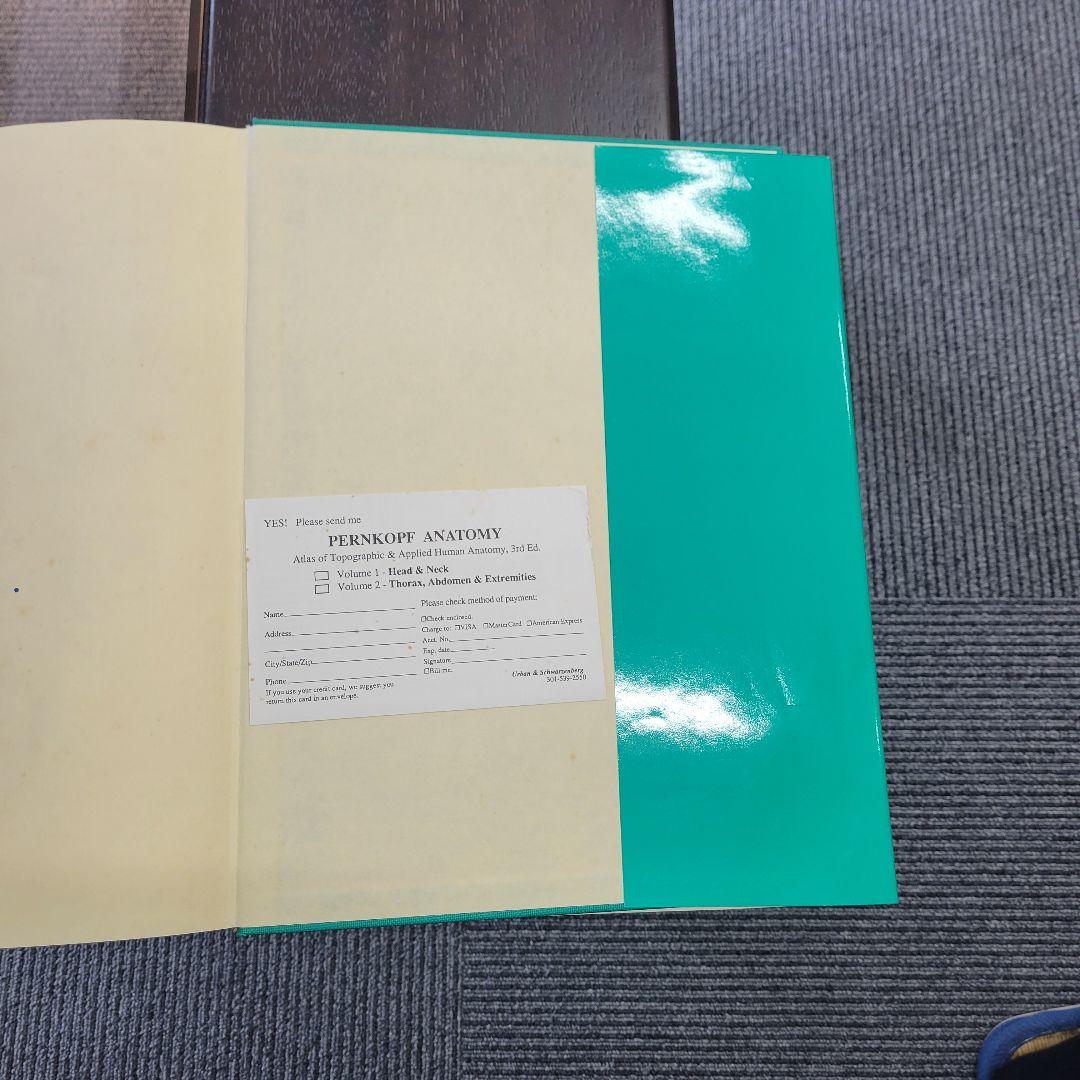 YES! Please send me
PERNKOPF ANATOMY
Atlas of Topographic & Applied Human Anatomy, 3rd Ed.
☐ Volume 1 - Head & Neck
☐ Volume 2 - Thorax, Abdomen & Extremities
Name
Address
City/State/Zip
Phone
If you use your credit card, we suggest you
return this card in an envelope.
Please check method of payment:
☐Check enclosed.
Charge to: ☐VISA ☐MasterCard ☐American Express
Acct. No.
Exp. date
Signature
☐Bill me.
Urban & Schwarzenberg
301-539-2550